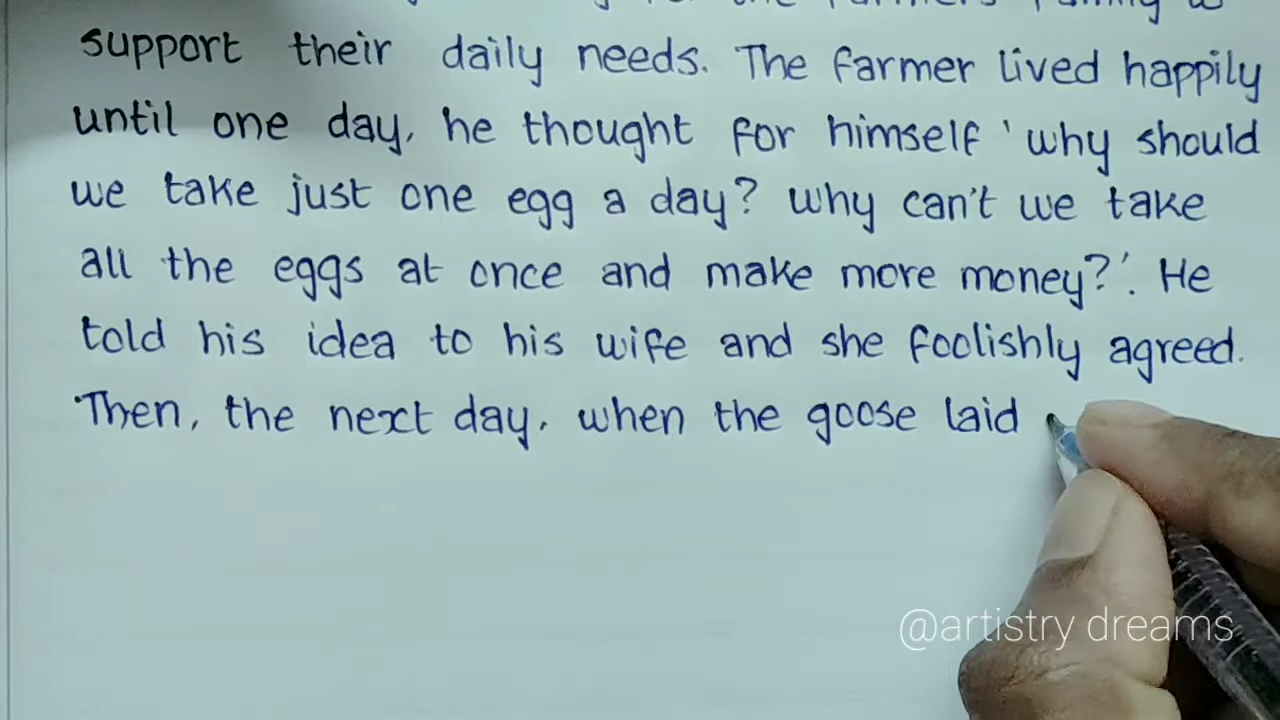 support their daily needs. The farmer lived happily
until one day, he thought for himself 'why should
we take just one egg a day? Why can't we take
all the eggs at once and make more money?'. He
told his idea to his wife and she foolishly agreed.
Then, the next day, when the goose laid
@artistry dreams